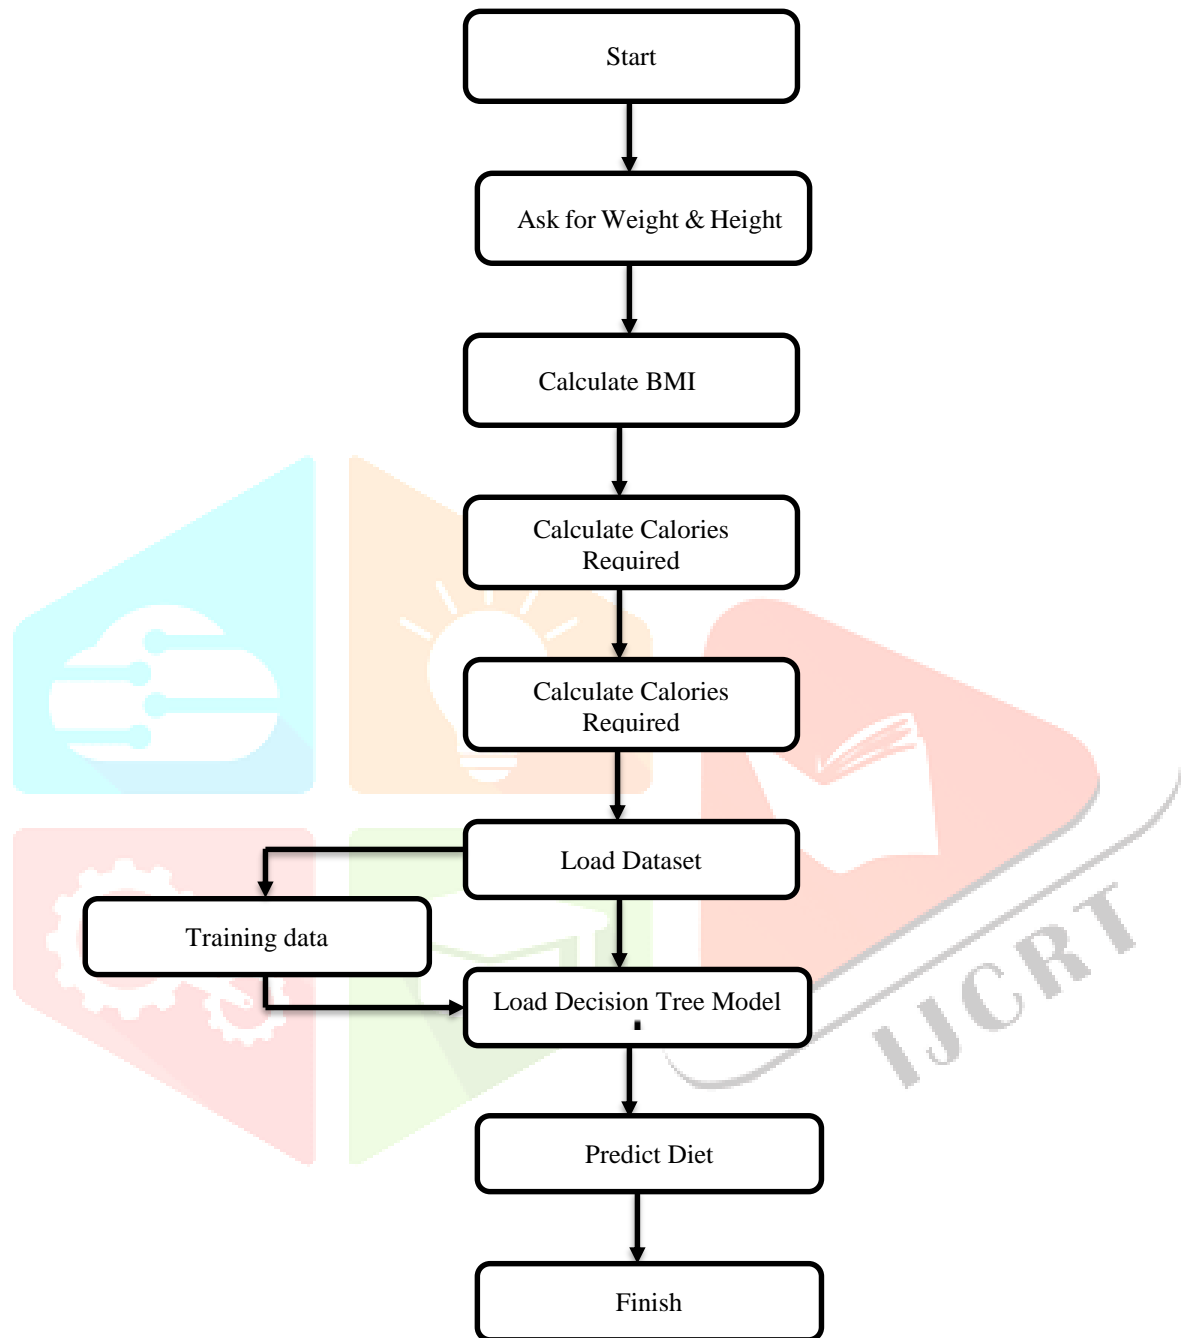 Start
Ask for Weight & Height
Calculate BMI
Calculate Calories
Required
Calculate Calories
Required
Load Dataset
Training data
Load Decision Tree Model
Predict Diet
Finish
IJCRT